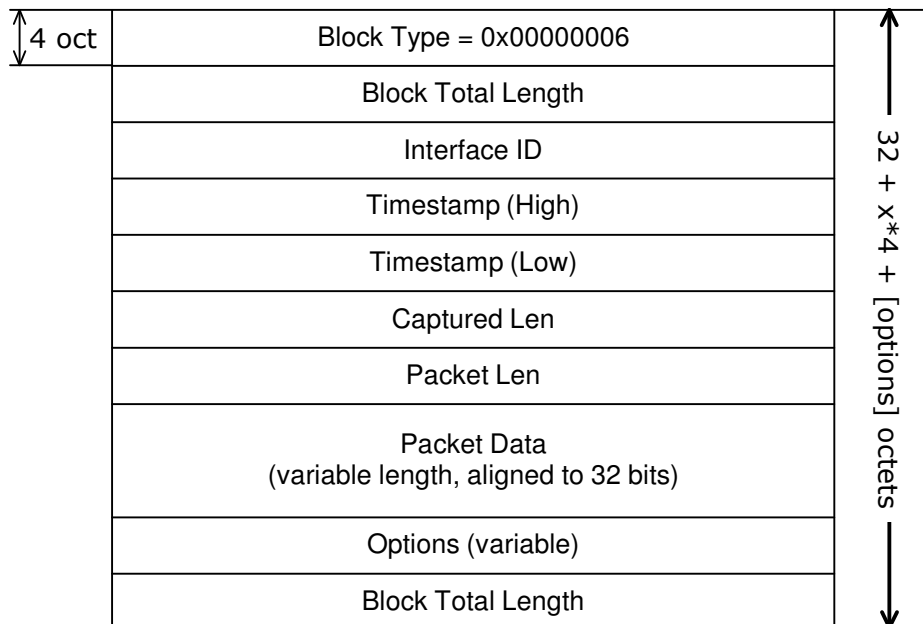 4 oct
Block Type = 0x00000006
Block Total Length
Interface ID
Timestamp (High)
Timestamp (Low)
Captured Len
Packet Len
Packet Data
(variable length, aligned to 32 bits)
Options (variable)
Block Total Length
32 + x*4 + [options] octets